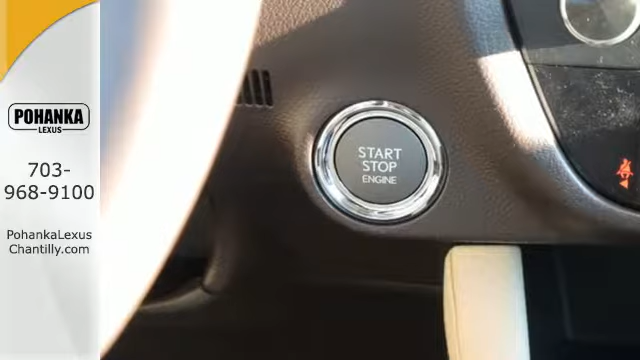 POHANKA
LEXUS
703-
968-9100
PohankaLexus
Chantilly.com
START
STOP
ENGINE